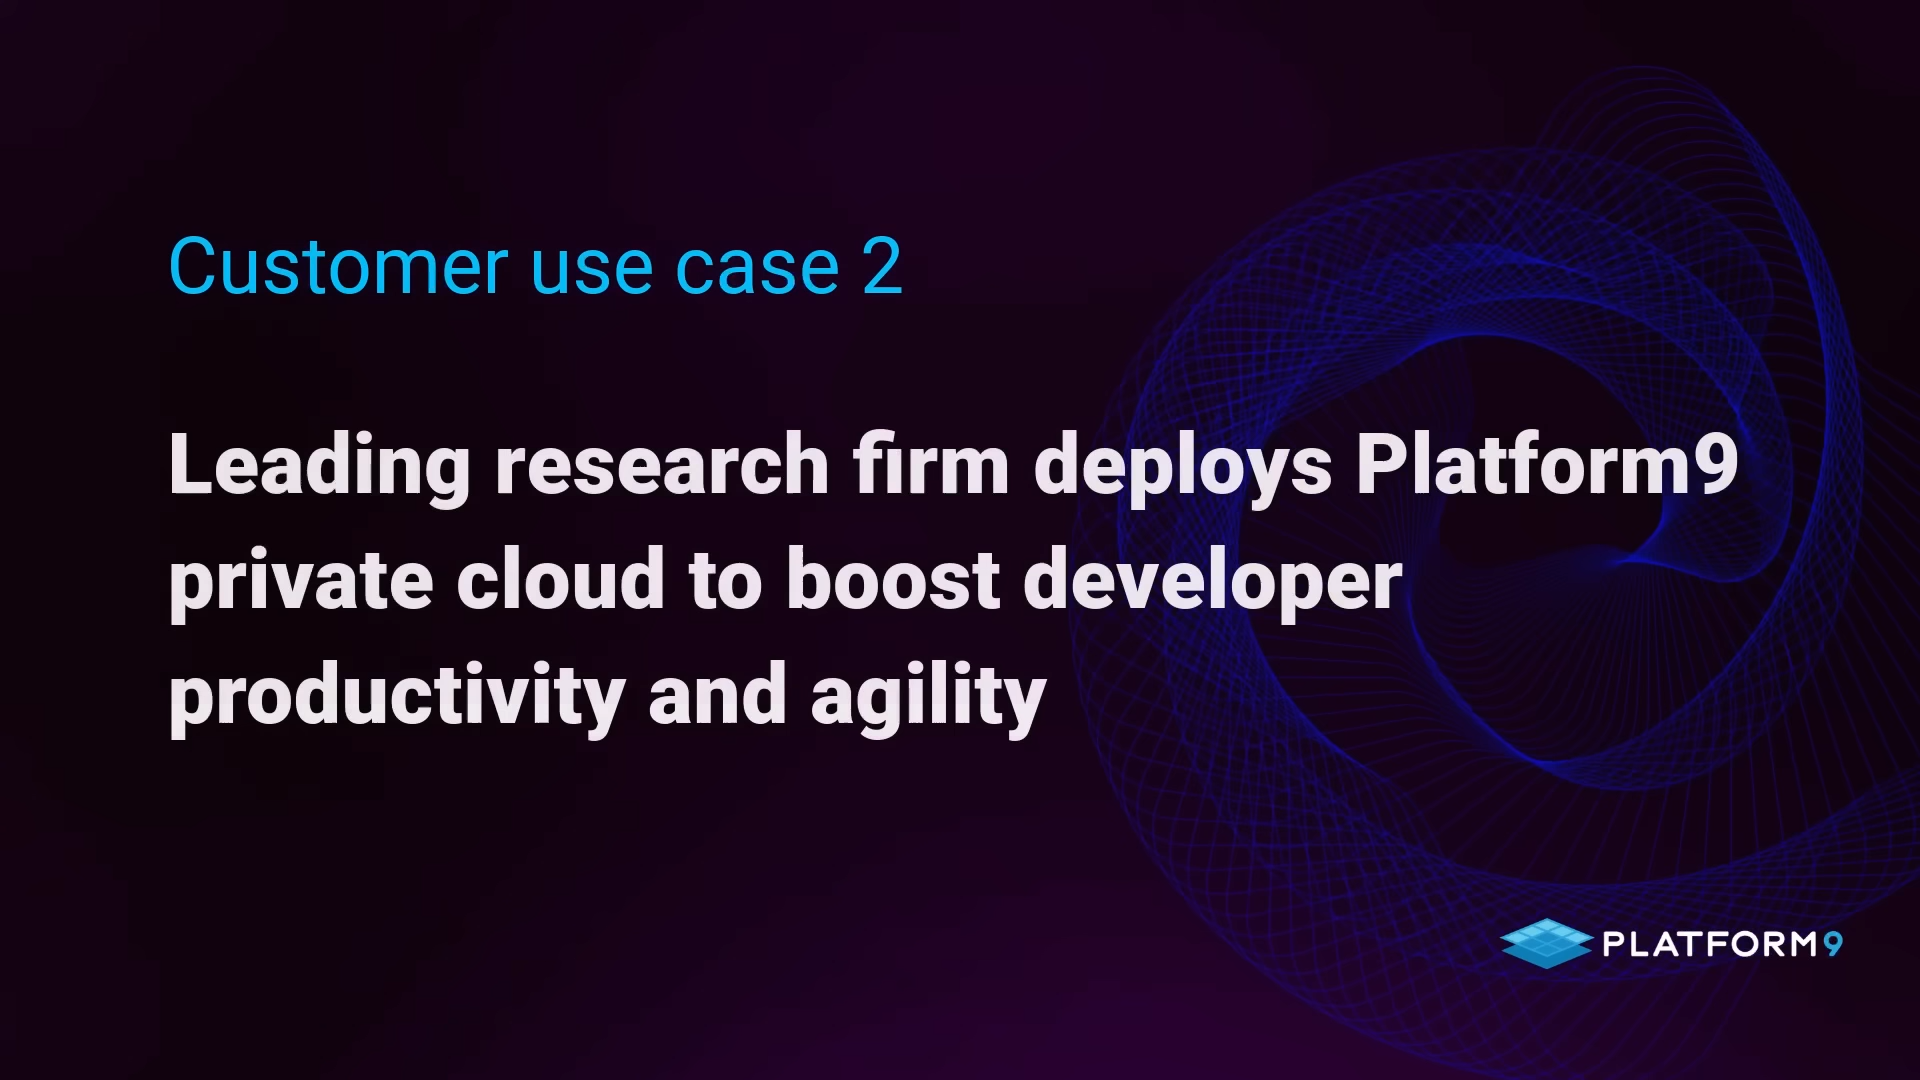 Customer use case 2
Leading research firm deploys Platform9
private cloud to boost developer
productivity and agility
PLATFORM9